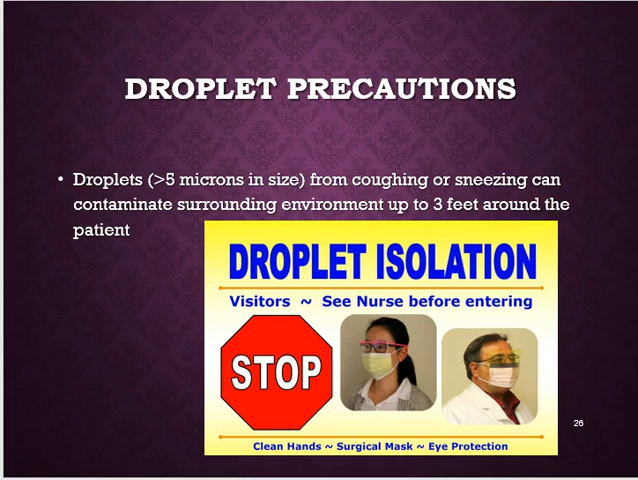 DROPLET PRECAUTIONS
• Droplets (>5 microns in size) from coughing or sneezing can
contaminate surrounding environment up to 3 feet around the
patient
DROPLET ISOLATION
Visitors ~ See Nurse before entering
STOP
Clean Hands ~ Surgical Mask ~ Eye Protection
26